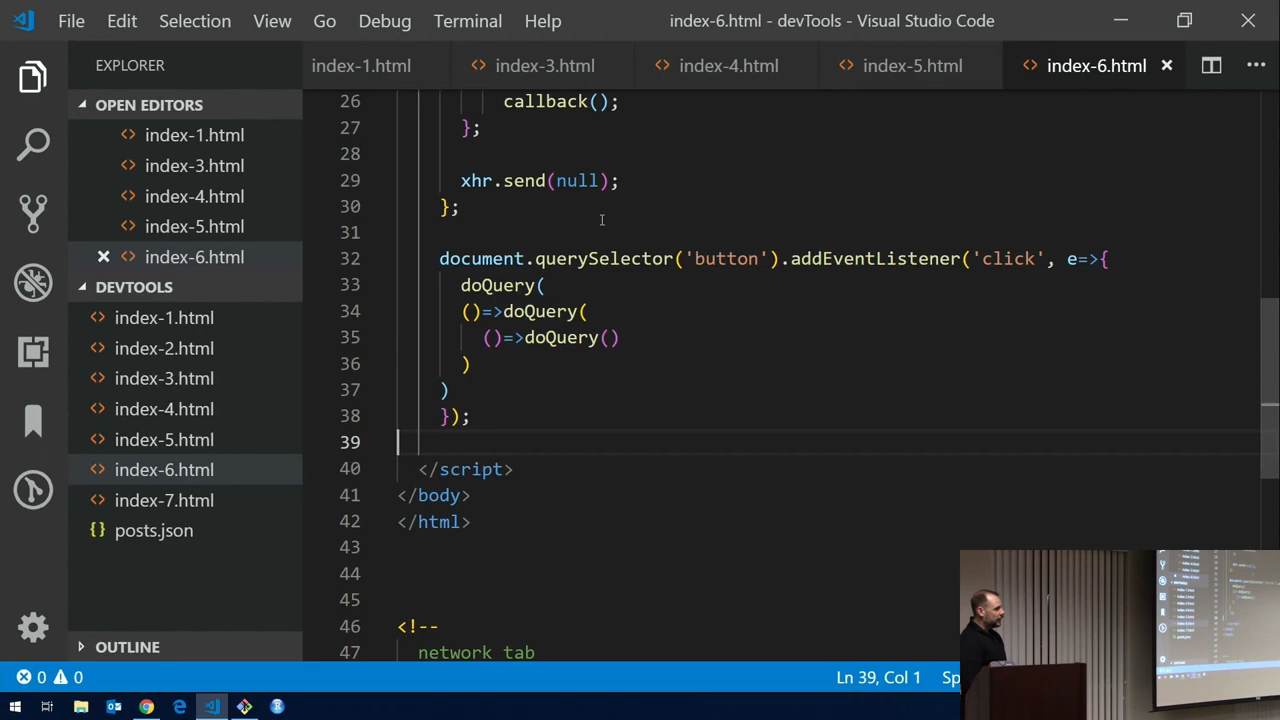 File Edit Selection View Go Debug Terminal Help index-6.html - devTools - Visual Studio Code
EXPLORER
index-1.html index-3.html index-4.html index-5.html index-6.html
OPEN EDITORS
index-1.html
index-3.html
index-4.html
index-5.html
index-6.html
DEVTOOLS
index-1.html
index-2.html
index-3.html
index-4.html
index-5.html
index-6.html
index-7.html
posts.json
OUTLINE
26 callback();
27 };
28
29 xhr.send(null);
30 };
31
32 document.querySelector('button').addEventListener('click', e=>{
33 doQuery(
34 ()=>doQuery(
35 ()=>doQuery()
36 )
37 )
38 });
39
40 </script>
41 </body>
42 </html>
43
44
45
46 <!--
47 network tab
0 0 Ln 39, Col 1 Sp